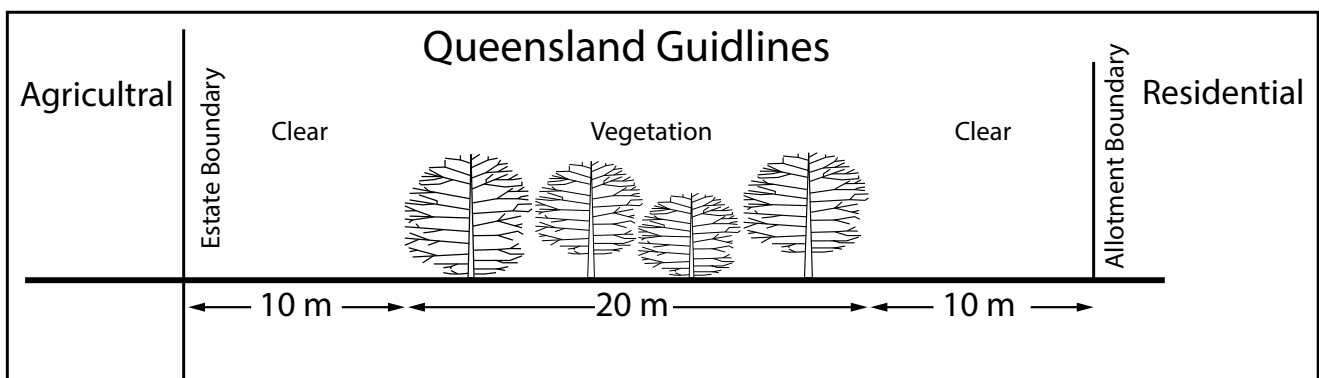 Queensland Guidlines
Agricultral
Estate Boundary
Clear
Vegetation
Clear
Allotment Boundary
Residential
10 m
20 m
10 m